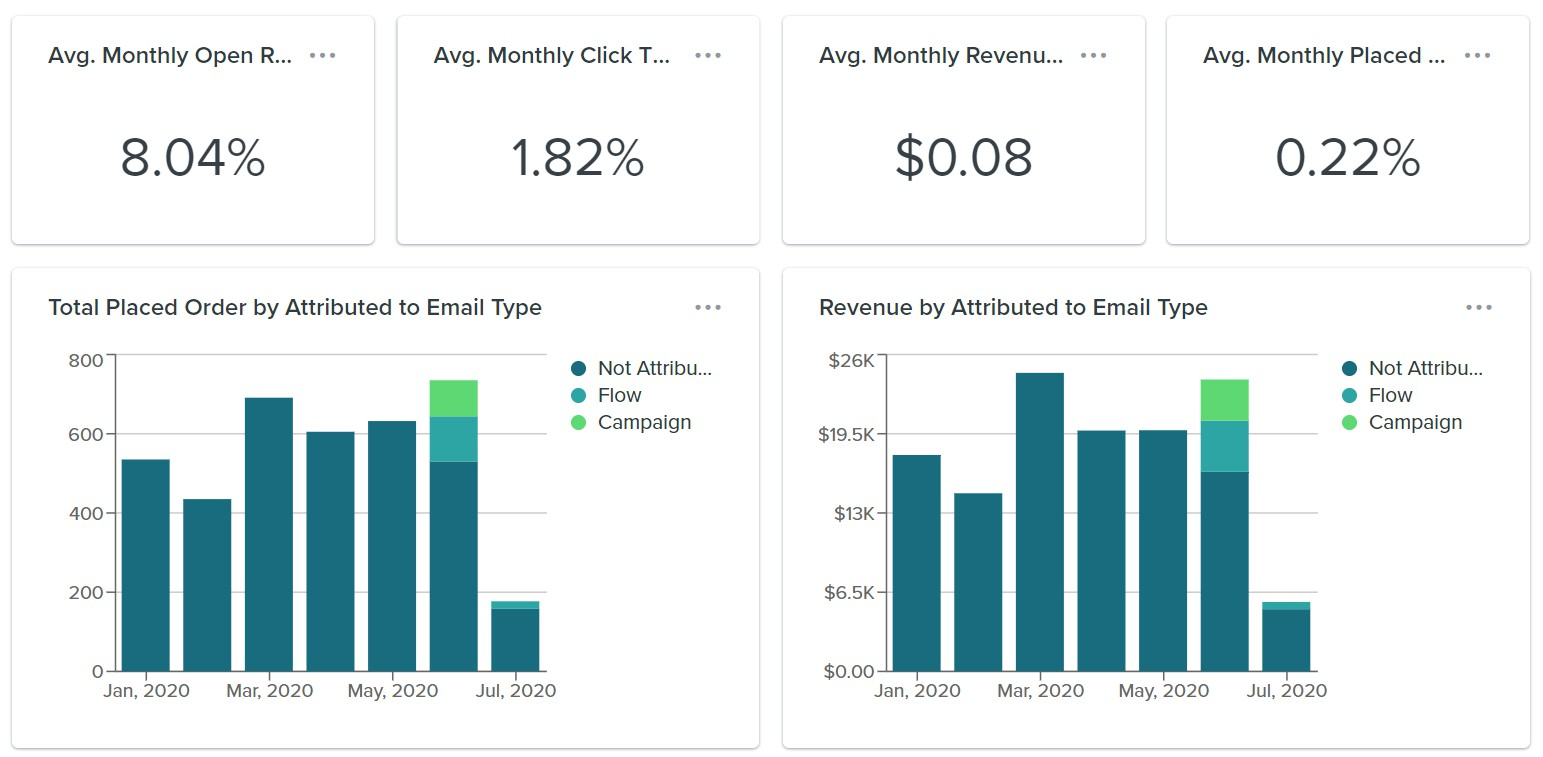 Avg. Monthly Open R...
8.04%
Avg. Monthly Click T...
1.82%
Avg. Monthly Revenu...
$0.08
Avg. Monthly Placed ...
0.22%
Total Placed Order by Attributed to Email Type
800
600
400
200
0
Jan, 2020 Mar, 2020 May, 2020 Jul, 2020
Not Attribu...
Flow
Campaign
Revenue by Attributed to Email Type
$26K
$19.5K
$13K
$6.5K
$0.00
Jan, 2020 Mar, 2020 May, 2020 Jul, 2020
Not Attribu...
Flow
Campaign